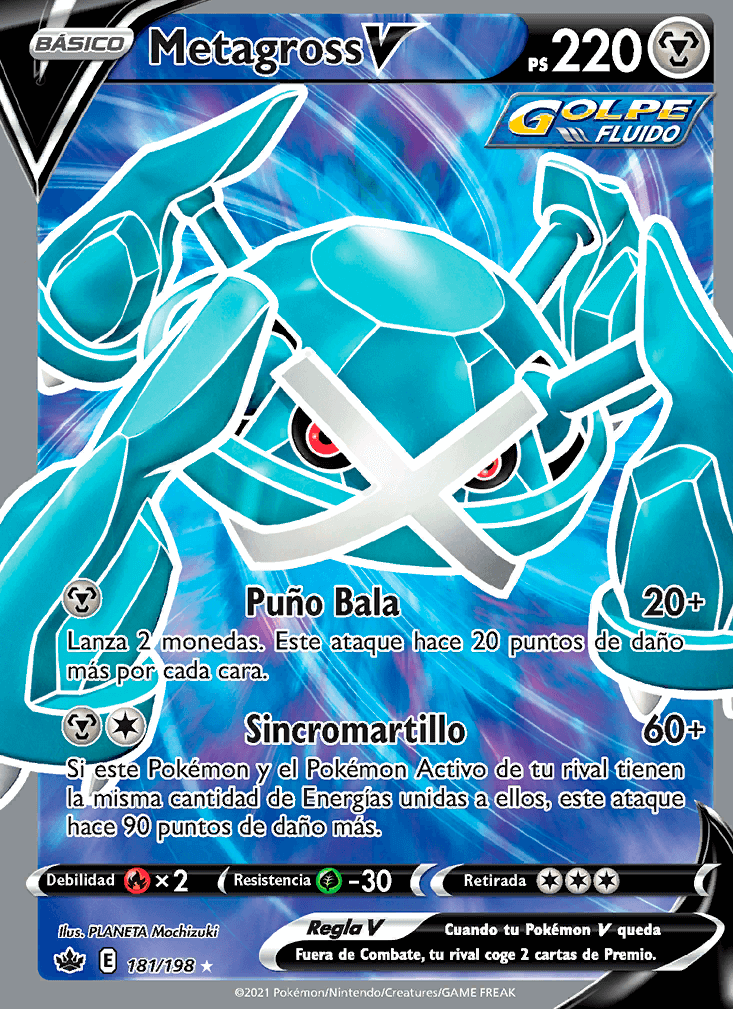 BÁSICO Metagross V PS 220
GOLPE
FLUIDO
Puño Bala 20+
Lanza 2 monedas. Este ataque hace 20 puntos de daño
más por cada cara.
Sincromartillo 60+
Si este Pokémon y el Pokémon Activo de tu rival tienen
la misma cantidad de Energías unidas a ellos, este ataque
hace 90 puntos de daño más.
Debilidad ×2 Resistencia -30 Retirada
Ilus. PLANETA Mochizuki
Regla V Cuando tu Pokémon V queda
Fuera de Combate, tu rival coge 2 cartas de Premio.
E 181/198 ★
©2021 Pokémon/Nintendo/Creatures/GAME FREAK